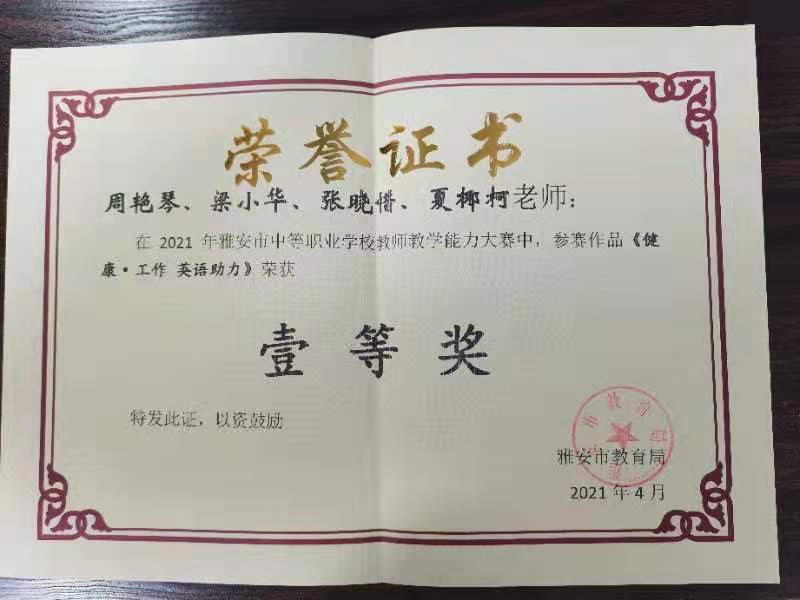 荣誉证书
周艳琴、梁小华、张晓惜、夏椰柯老师：
在 2021 年雅安市中等职业学校教师教学能力大赛中，参赛作品《健
康·工作 英语助力》荣获
壹等奖
特发此证，以资鼓励
雅安市教育局
2021 年 4 月